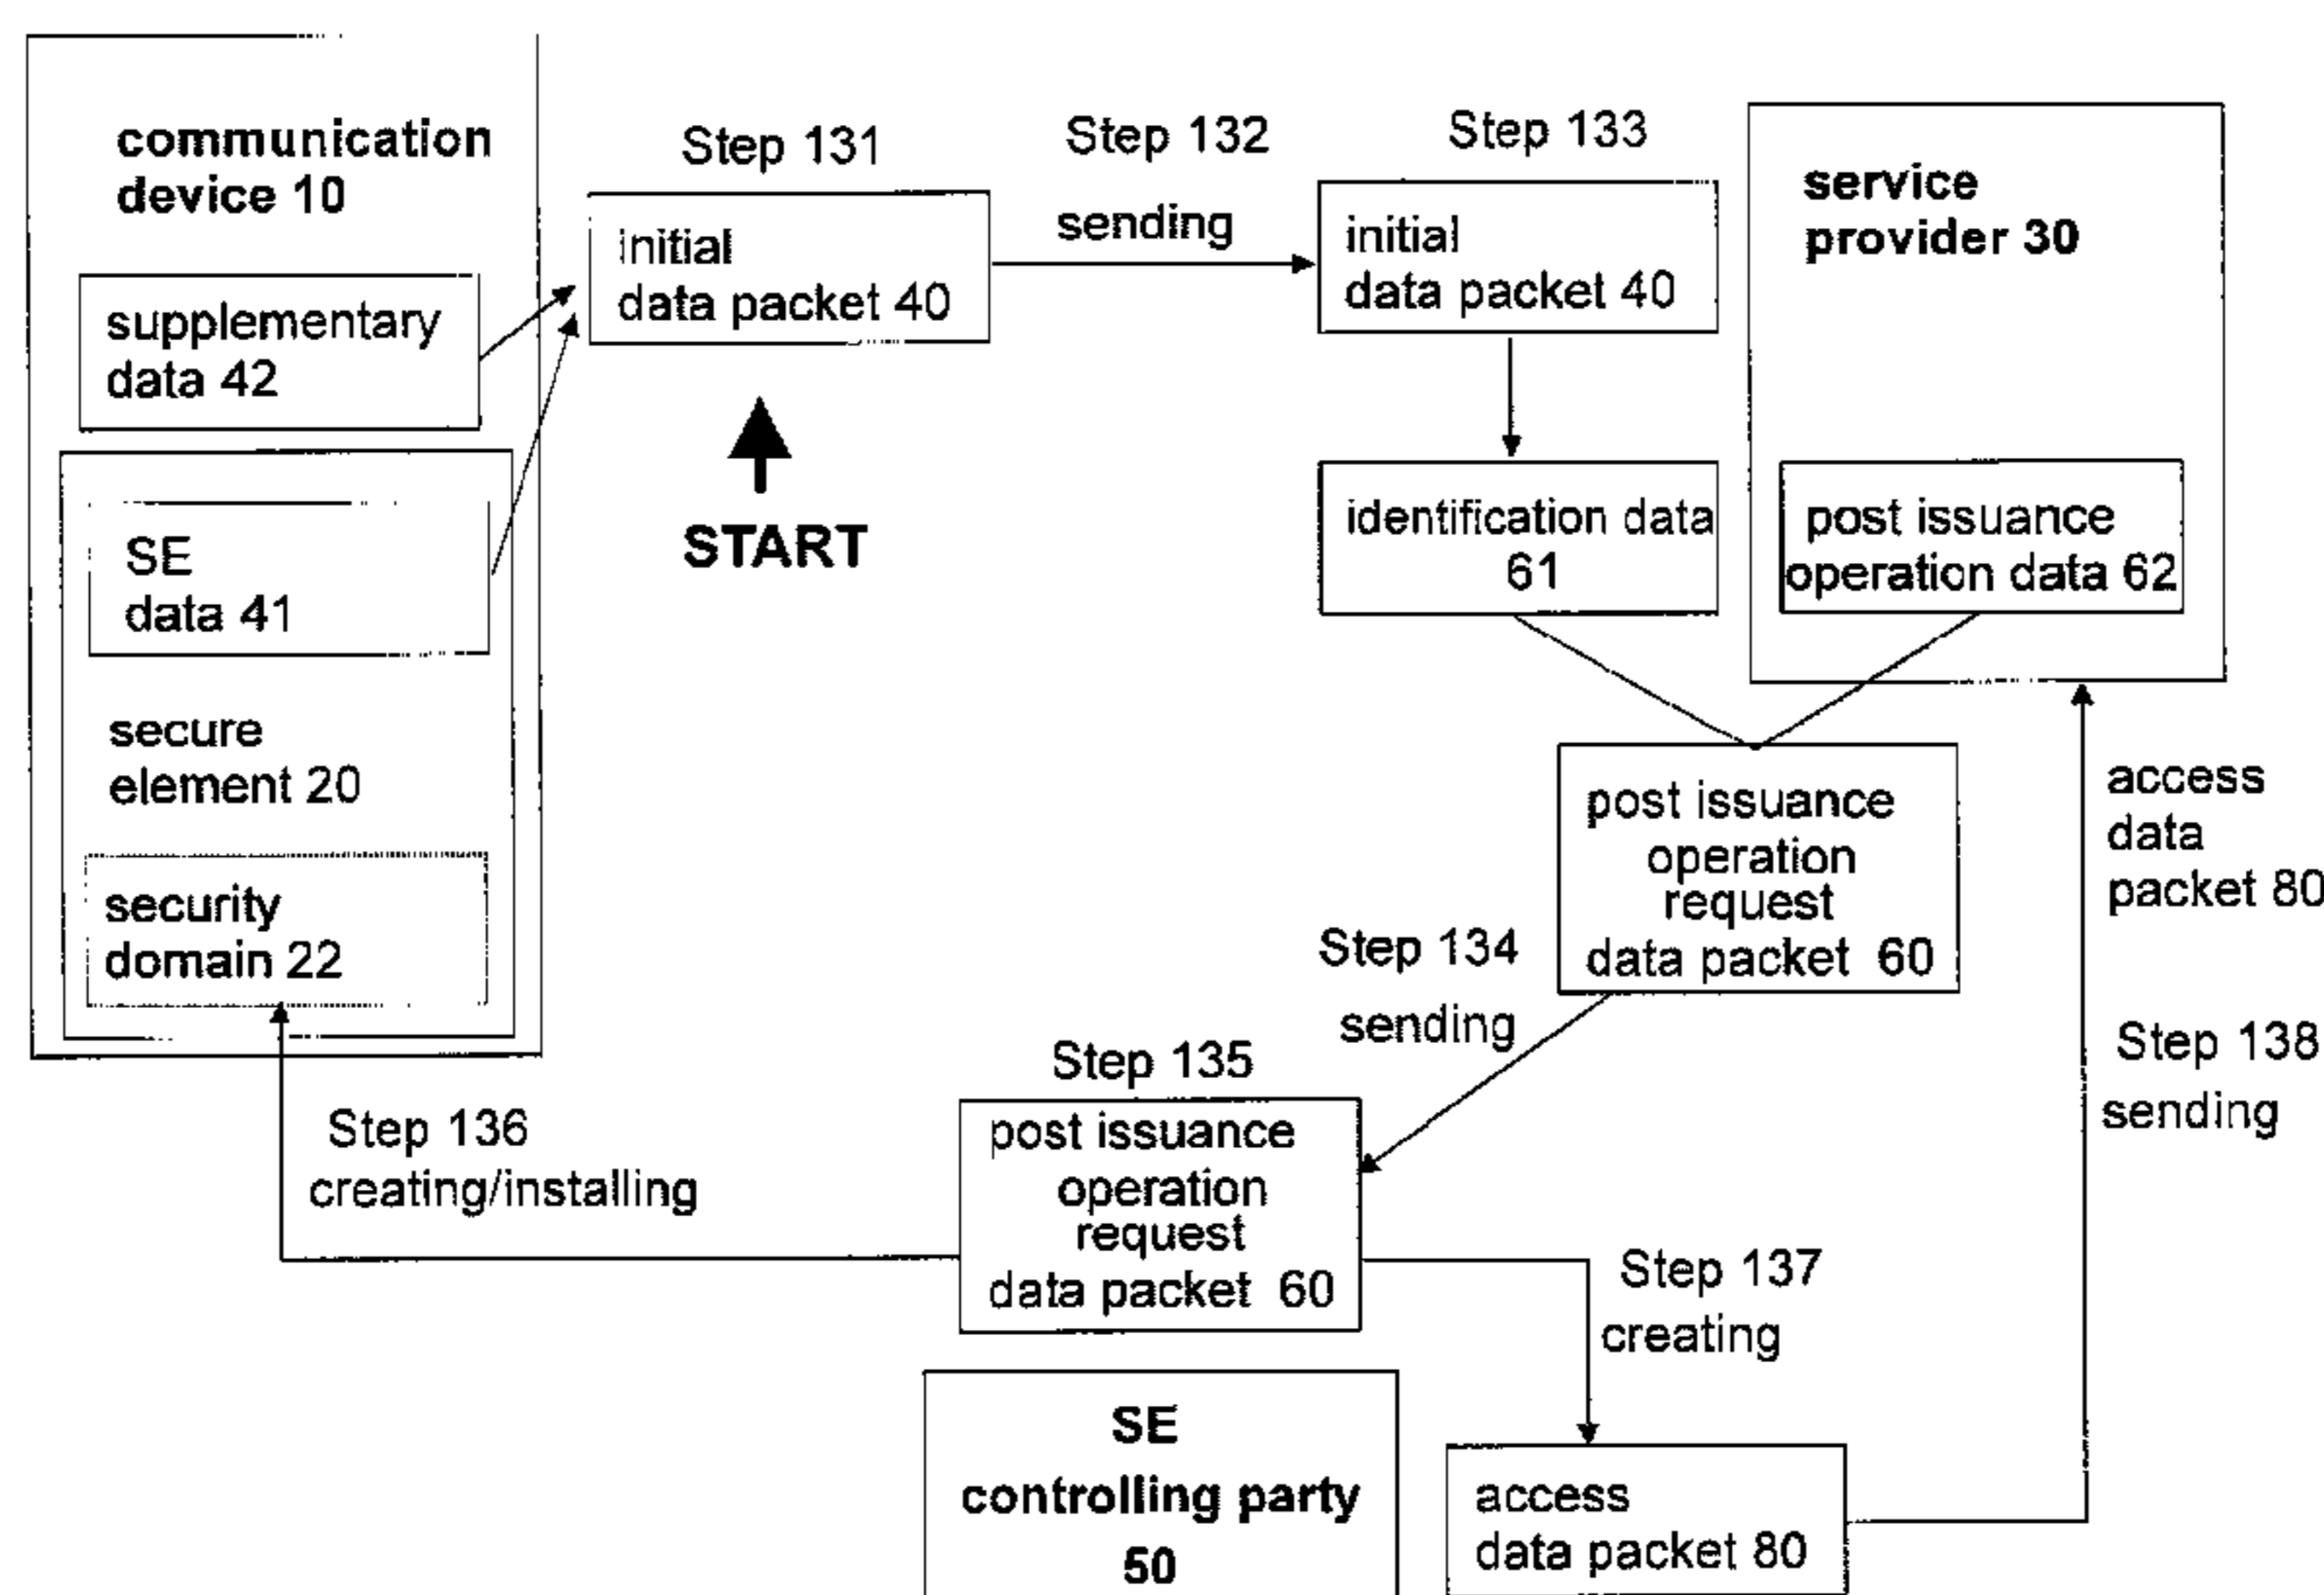 communication
device 10
supplementary
data 42
SE
data 41
secure
element 20
security
domain 22
Step 131
initial
data packet 40
START
Step 132
sending
Step 133
initial
data packet 40
identification data
61
service
provider 30
post issuance
operation data 62
post issuance
operation
request
data packet 60
access
data
packet 80
Step 134
sending
Step 138
sending
Step 135
post issuance
operation
request
data packet 60
Step 136
creating/installing
Step 137
creating
SE
controlling party
50
access
data packet 80